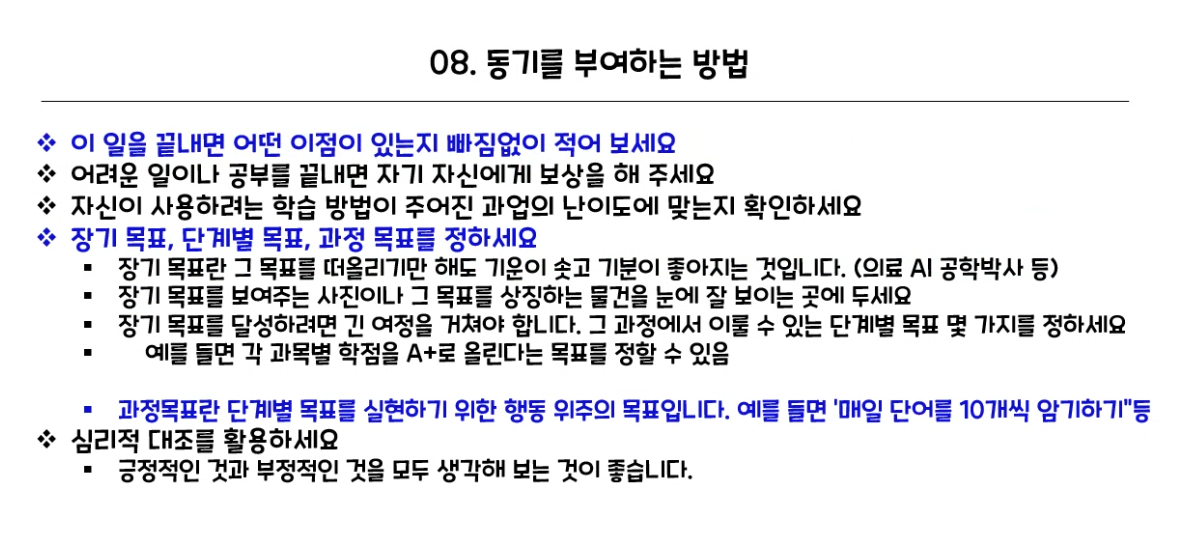 08. 동기를 부여하는 방법
❖ 이 일을 끝내면 어떤 이점이 있는지 빠짐없이 적어 보세요
❖ 어려운 일이나 공부를 끝내면 자기 자신에게 보상을 해 주세요
❖ 자신이 사용하려는 학습 방법이 주어진 과업의 난이도에 맞는지 확인하세요
❖ 장기 목표, 단계별 목표, 과정 목표를 정하세요
▪ 장기 목표란 그 목표를 떠올리기만 해도 기운이 솟고 기분이 좋아지는 것입니다. (의료 AI 공학박사 등)
▪ 장기 목표를 보여주는 사진이나 그 목표를 상징하는 물건을 눈에 잘 보이는 곳에 두세요
▪ 장기 목표를 달성하려면 긴 여정을 거쳐야 합니다. 그 과정에서 이룰 수 있는 단계별 목표 몇 가지를 정하세요
▪ 예를 들면 각 과목별 학점을 A+로 올린다는 목표를 정할 수 있음
▪ 과정목표란 단계별 목표를 실현하기 위한 행동 위주의 목표입니다. 예를 들면 '매일 단어를 10개씩 암기하기"등
❖ 심리적 대조를 활용하세요
▪ 긍정적인 것과 부정적인 것을 모두 생각해 보는 것이 좋습니다.